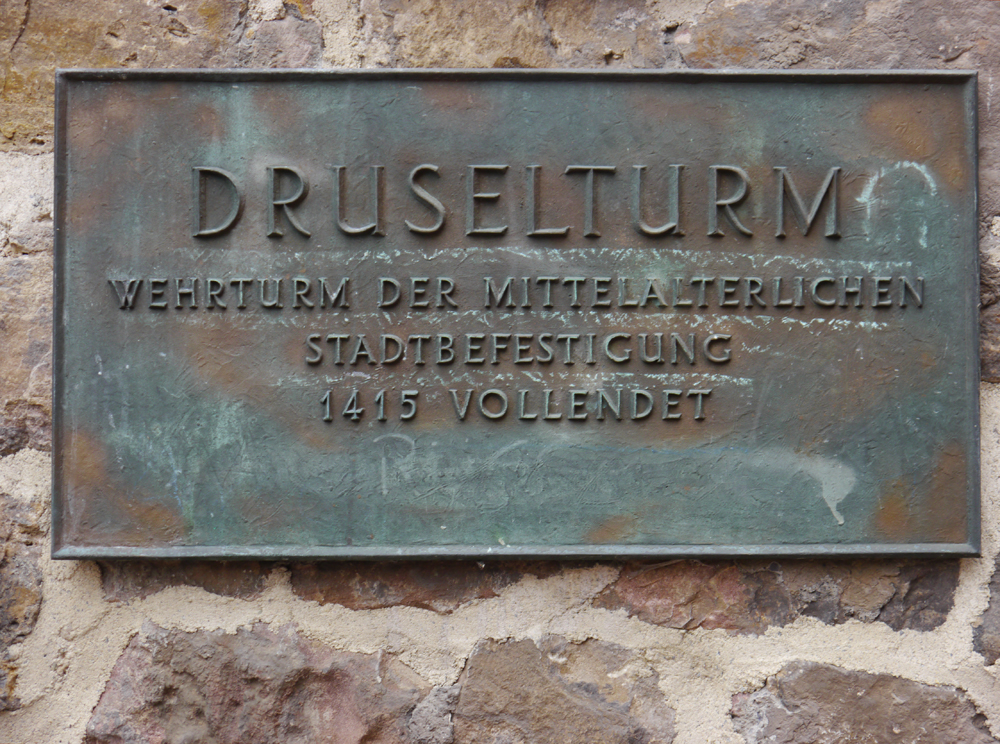 DRUSELTURM
WEHRTURM DER MITTELALTERLICHEN
STADTBEFESTIGUNG
1415 VOLLENDET